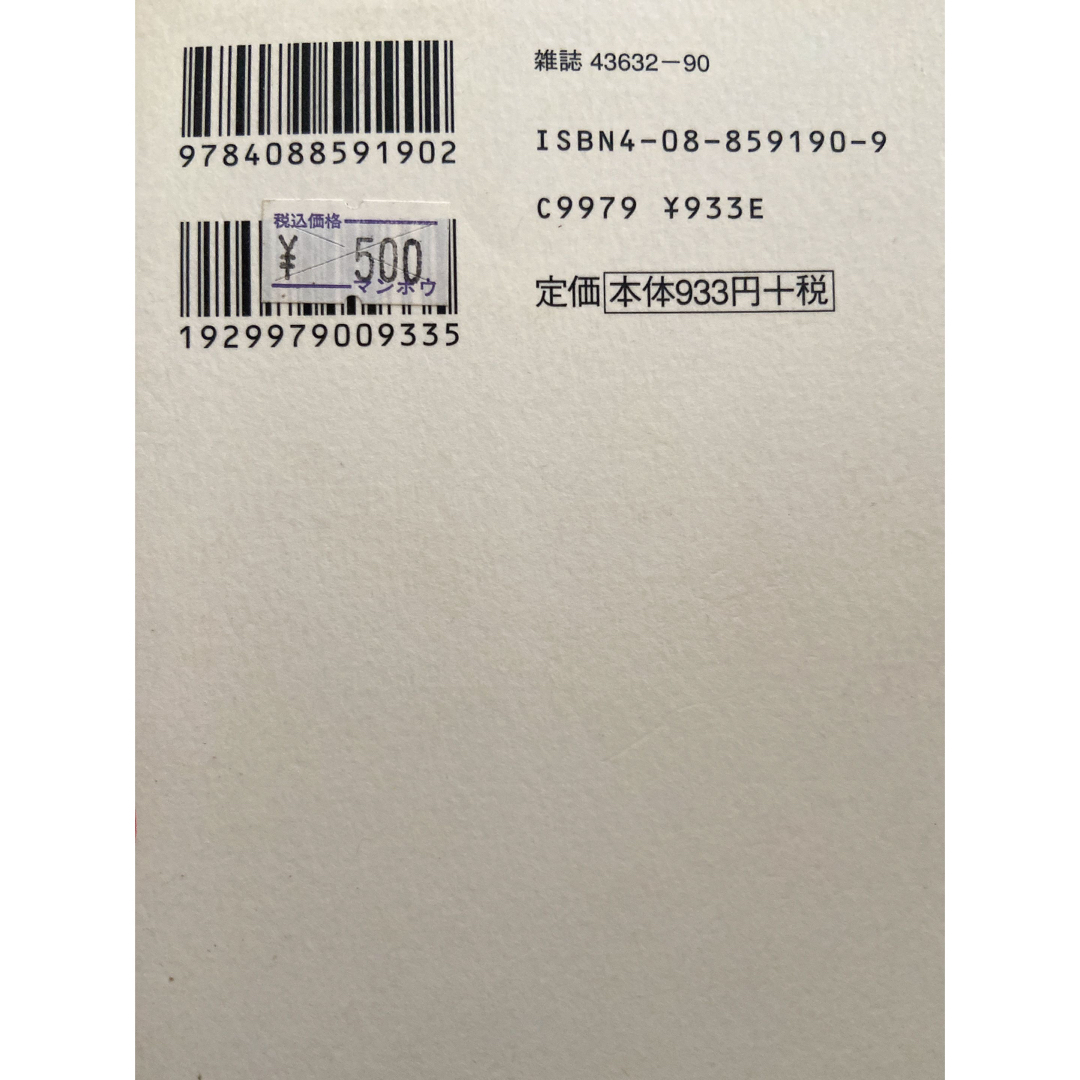 雑誌 43632-90
9784088591902
ISBN4-08-859190-9
C9979 ¥933E
税込価格
¥ 500
マンボウ
定価 本体933円+税
1929979009335